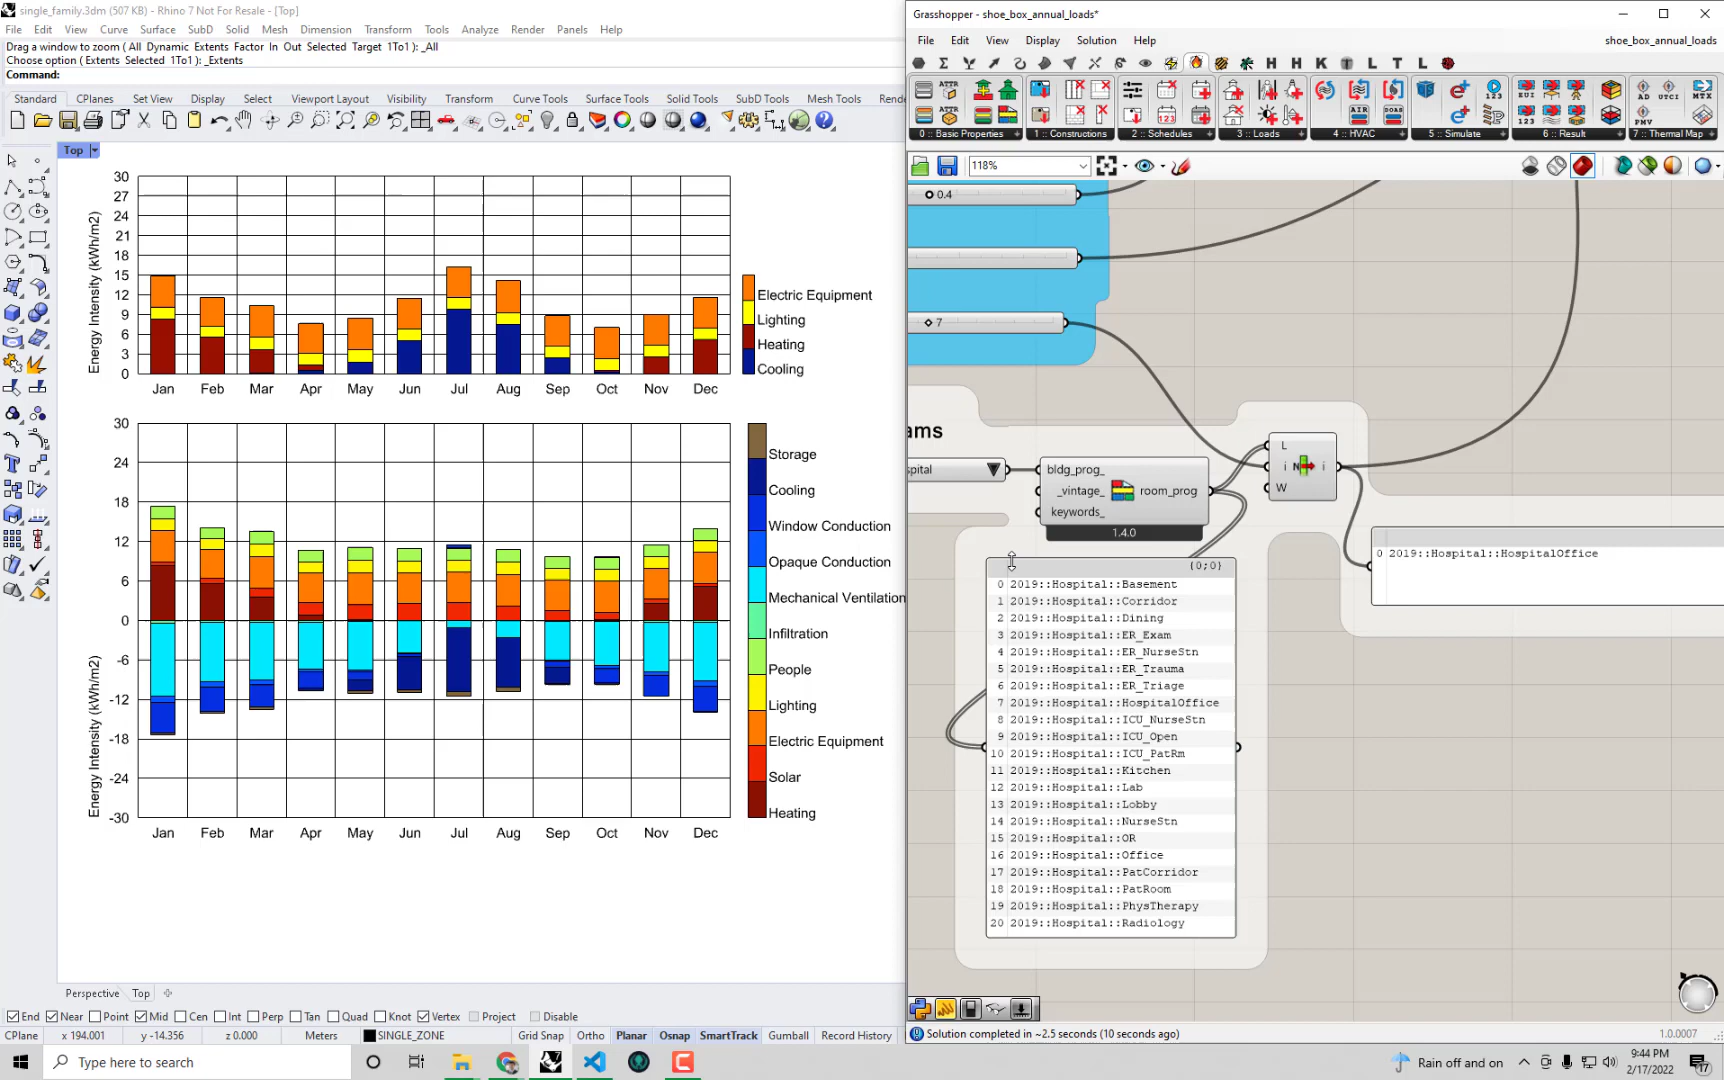 single_family.3dm (507 KB) - Rhino 7 Not For Resale - [Top]
File Edit View Curve Surface SubD Solid Mesh Dimension Transform Tools Analyze Render Panels Help
Drag a window to zoom ( All Dynamic Extents Factor In Out Selected Target 1To1 ): _All
Choose option ( Extents Selected 1To1 ): _Extents
Command:
Standard CPlanes Set View Display Select Viewport Layout Visibility Transform Curve Tools Surface Tools Solid Tools SubD Tools Mesh Tools
Top
30
27
24
21
18
15
12
9
6
3
0
Energy Intensity (kWh/m2)
Jan Feb Mar Apr May Jun Jul Aug Sep Oct Nov Dec
Electric Equipment
Lighting
Heating
Cooling
30
24
18
12
6
0
-6
-12
-18
-24
-30
Energy Intensity (kWh/m2)
Jan Feb Mar Apr May Jun Jul Aug Sep Oct Nov Dec
Storage
Cooling
Window Conduction
Opaque Conduction
Mechanical Ventilation
Infiltration
People
Lighting
Electric Equipment
Solar
Heating
Perspective Top
End Near Point Mid Cen Int Perp Tan Quad Knot Vertex Project Disable
CPlane x 194.001 y -14.356 z 0.000 Meters SINGLE_ZONE Grid Snap Ortho Planar Osnap SmartTrack Gumball Record History
Grasshopper - shoe_box_annual_loads*
File Edit View Display Solution Help shoe_box_annual_loads
H H K T L T L
0 :: Basic Properties 1 :: Constructs 2 :: Schedules 3 :: Loads 4 :: HVAC 5 :: Simulate 6 :: Result 7 :: Thermal Map
118%
0.4
7
ams
spital
bldg_prog_
_vintage_
keywords_
room_prog
1.4.0
L
i
W
N
i
{0;0}
0 2019::Hospital::Basement
1 2019::Hospital::Corridor
2 2019::Hospital::Dining
3 2019::Hospital::ER_Exam
4 2019::Hospital::ER_NurseStn
5 2019::Hospital::ER_Trauma
6 2019::Hospital::ER_Triage
7 2019::Hospital::HospitalOffice
8 2019::Hospital::ICU_NurseStn
9 2019::Hospital::ICU_Open
10 2019::Hospital::ICU_PatRm
11 2019::Hospital::Kitchen
12 2019::Hospital::Lab
13 2019::Hospital::Lobby
14 2019::Hospital::NurseStn
15 2019::Hospital::OR
16 2019::Hospital::Office
17 2019::Hospital::PatCorridor
18 2019::Hospital::PatRoom
19 2019::Hospital::PhysTherapy
20 2019::Hospital::Radiology
0 2019::Hospital::HospitalOffice
Solution completed in ~2.5 seconds (10 seconds ago)
1.0.0007
Type here to search
Rain off and on
9:44 PM
2/17/2022
17